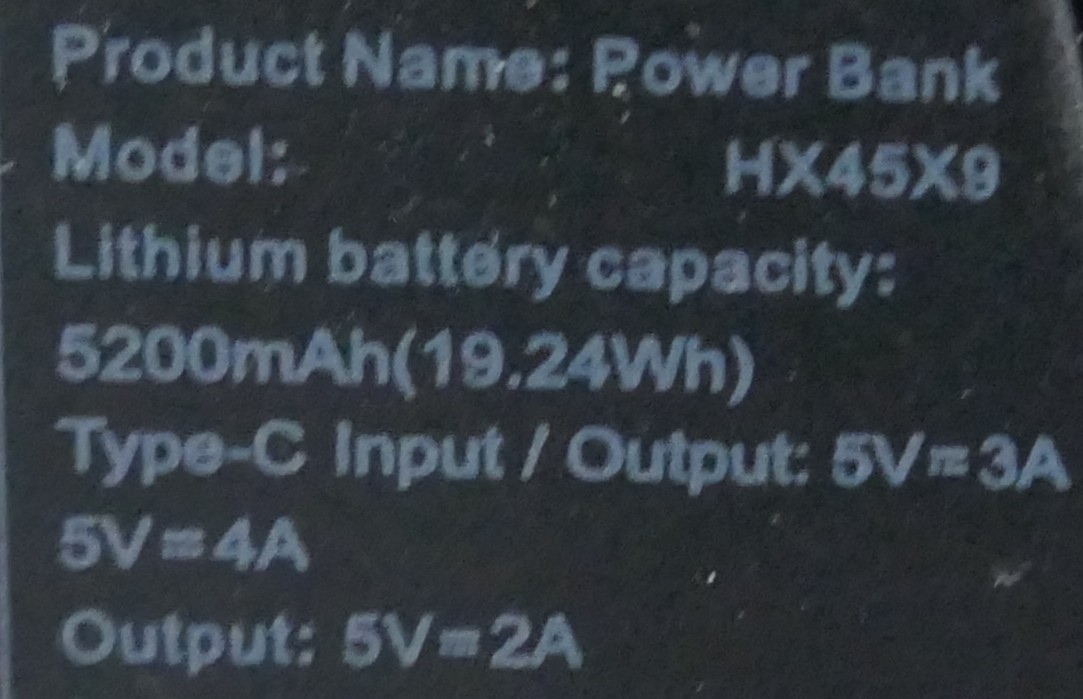 Product Name: Power Bank
Model: HX45X9
Lithium battery capacity:
5200mAh(19.24Wh)
Type-C Input / Output: 5V⎓3A
5V⎓4A
Output: 5V⎓2A